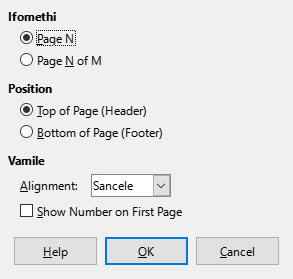 Ifomethi
Page N
Page N of M
Position
Top of Page (Header)
Bottom of Page (Footer)
Vamile
Alignment: Sancele
Show Number on First Page
Help OK Cancel